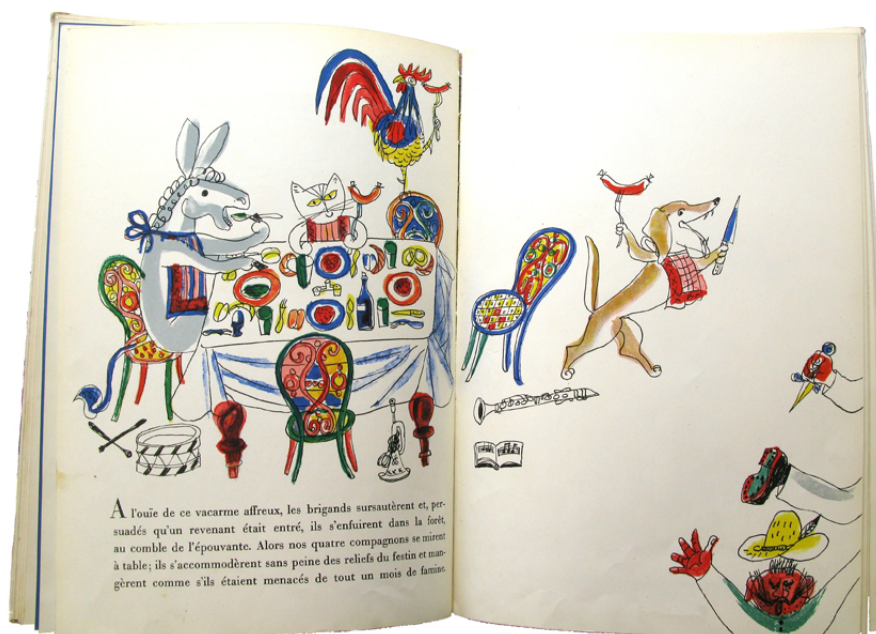 A l'ouïe de ce vacarme affreux, les brigands sursautèrent et, per-
suadés qu'un revenant était entré, ils s'enfuirent dans la forêt,
au comble de l'épouvante. Alors nos quatre compagnons se mirent
à table; ils s'accommodèrent sans peine des reliefs du festin et man-
gèrent comme s'ils étaient menacés de tout un mois de famine.